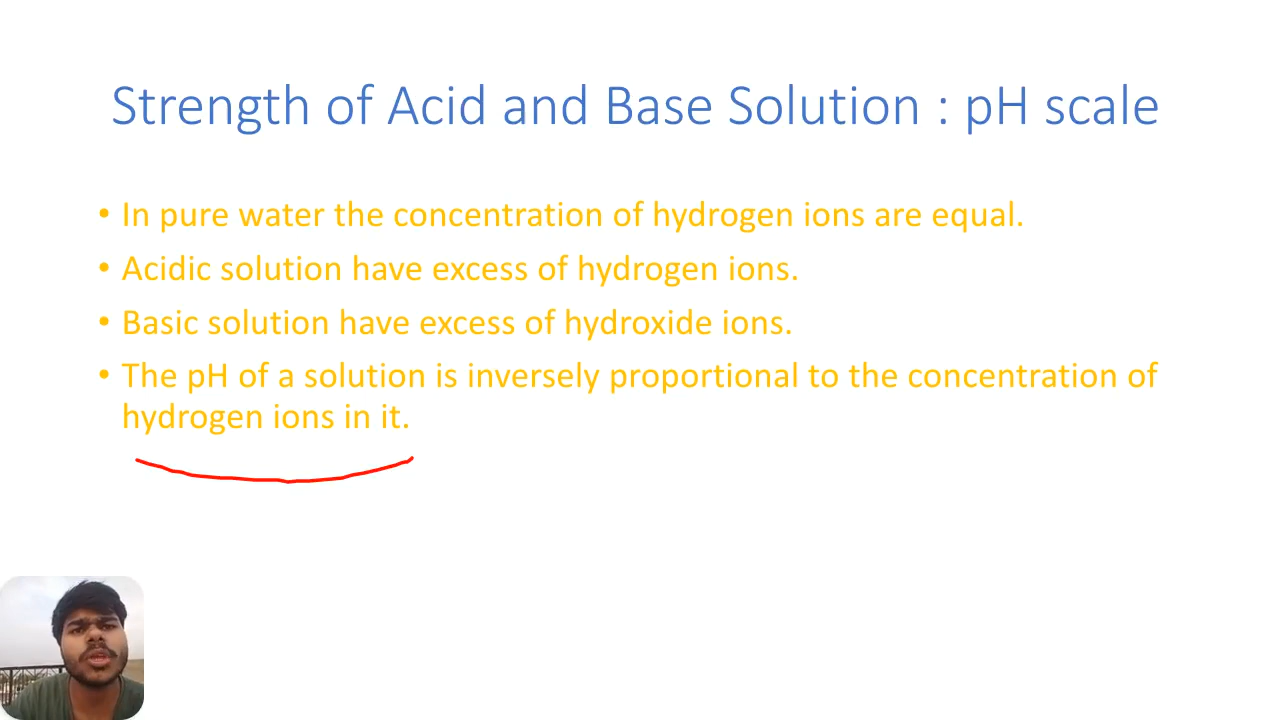 Strength of Acid and Base Solution : pH scale
• In pure water the concentration of hydrogen ions are equal.
• Acidic solution have excess of hydrogen ions.
• Basic solution have excess of hydroxide ions.
• The pH of a solution is inversely proportional to the concentration of
hydrogen ions in it.